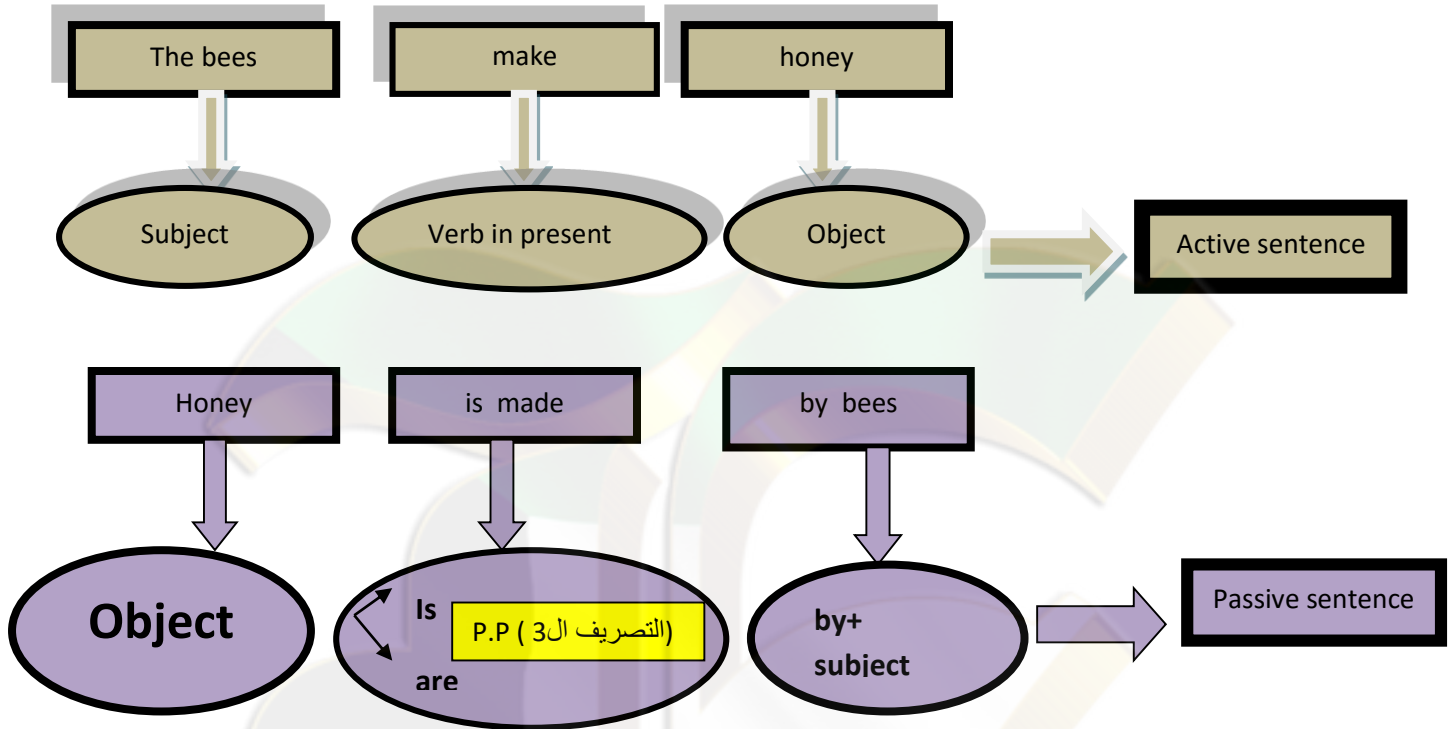 The bees make honey
Subject Verb in present Object Active sentence
Honey is made by bees
Object Is are P.P ( التصريف ال3) by+ subject Passive sentence